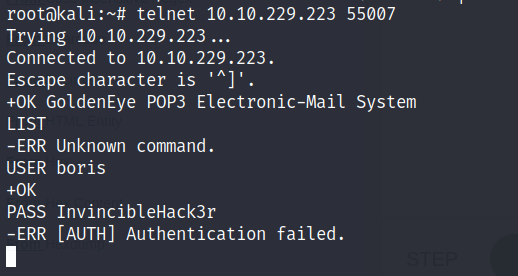 root@kali:~# telnet 10.10.229.223 55007
Trying 10.10.229.223...
Connected to 10.10.229.223.
Escape character is '^]'.
+OK GoldenEye POP3 Electronic-Mail System
LIST
-ERR Unknown command.
USER boris
+OK
PASS InvincibleHack3r
-ERR [AUTH] Authentication failed.
STEP